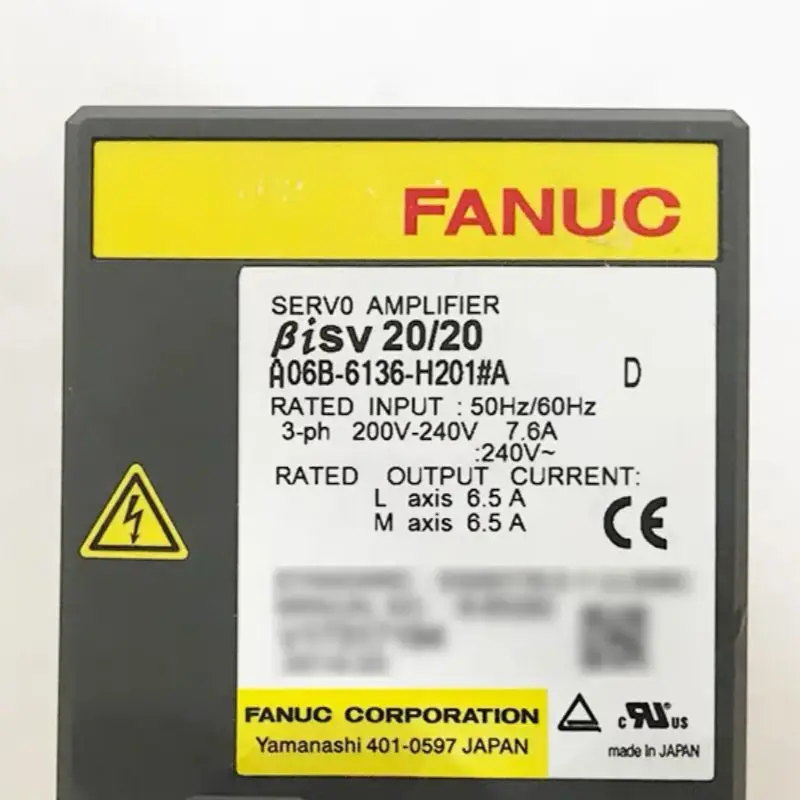 FANUC
SERVO AMPLIFIER
βiSV 20/20
A06B-6136-H201#A D
RATED INPUT : 50Hz/60Hz
3-ph 200V-240V 7.6A
:240V~
RATED OUTPUT CURRENT:
L axis 6.5 A
M axis 6.5 A
CE
FANUC CORPORATION
Yamanashi 401-0597 JAPAN
c RU US
made In JAPAN